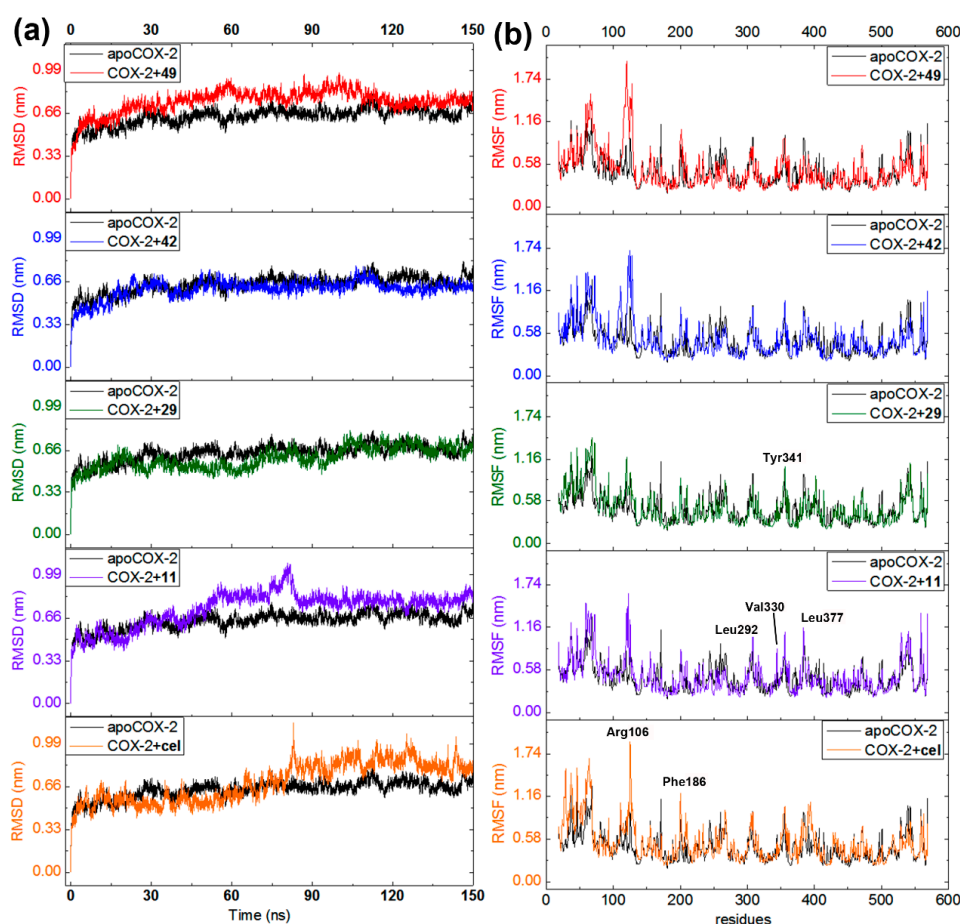 (a)
0 30 60 90 120 150
apoCOX-2
COX-2+49
RMSD (nm)
0.99
0.66
0.33
0.00
apoCOX-2
COX-2+42
RMSD (nm)
0.99
0.66
0.33
0.00
apoCOX-2
COX-2+29
RMSD (nm)
0.99
0.66
0.33
0.00
apoCOX-2
COX-2+11
RMSD (nm)
0.99
0.66
0.33
0.00
apoCOX-2
COX-2+cel
RMSD (nm)
0.99
0.66
0.33
0.00
0 30 60 90 120 150
Time (ns)
(b)
0 100 200 300 400 500 600
apoCOX-2
COX-2+49
RMSF (nm)
1.74
1.16
0.58
0.00
apoCOX-2
COX-2+42
RMSF (nm)
1.74
1.16
0.58
0.00
apoCOX-2
COX-2+29
RMSF (nm)
1.74
1.16
0.58
0.00
Tyr341
apoCOX-2
COX-2+11
RMSF (nm)
1.74
1.16
0.58
0.00
Val330
Leu292
Leu377
apoCOX-2
COX-2+cel
RMSF (nm)
1.74
1.16
0.58
0.00
Arg106
Phe186
0 100 200 300 400 500 600
residues